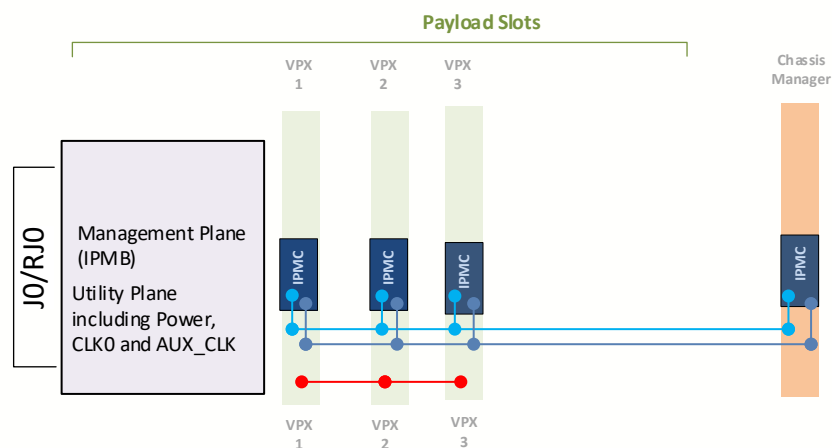 Payload Slots
VPX
1
VPX
2
VPX
3
Chassis
Manager
J0/RJ0
Management Plane
(IPMB)
Utility Plane
including Power,
CLK0 and AUX_CLK
IPMC
IPMC
IPMC
IPMC
VPX
1
VPX
2
VPX
3